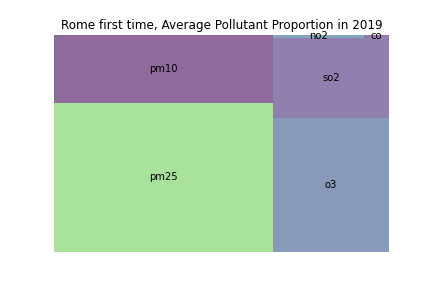 Rome first time, Average Pollutant Proportion in 2019
no2
co
pm10
so2
pm25
o3